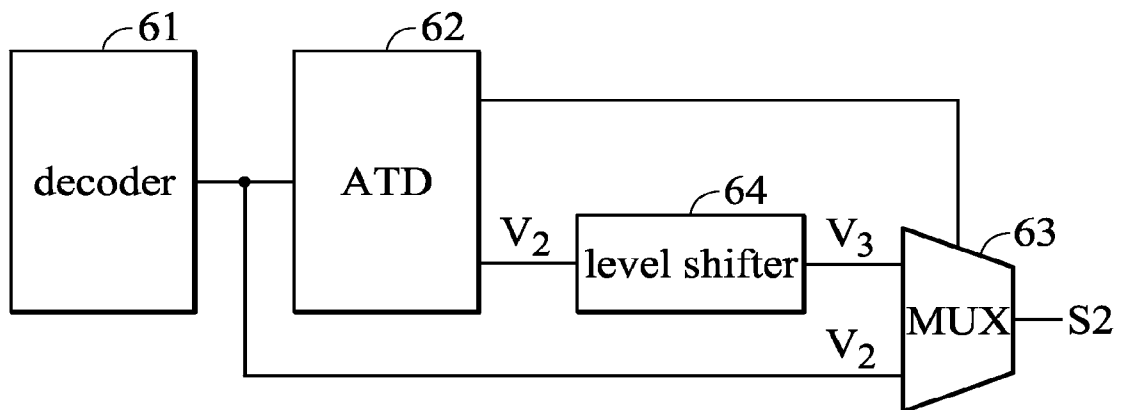 61
62
decoder
ATD
64
V2
level shifter
V3
63
MUX
S2
V2